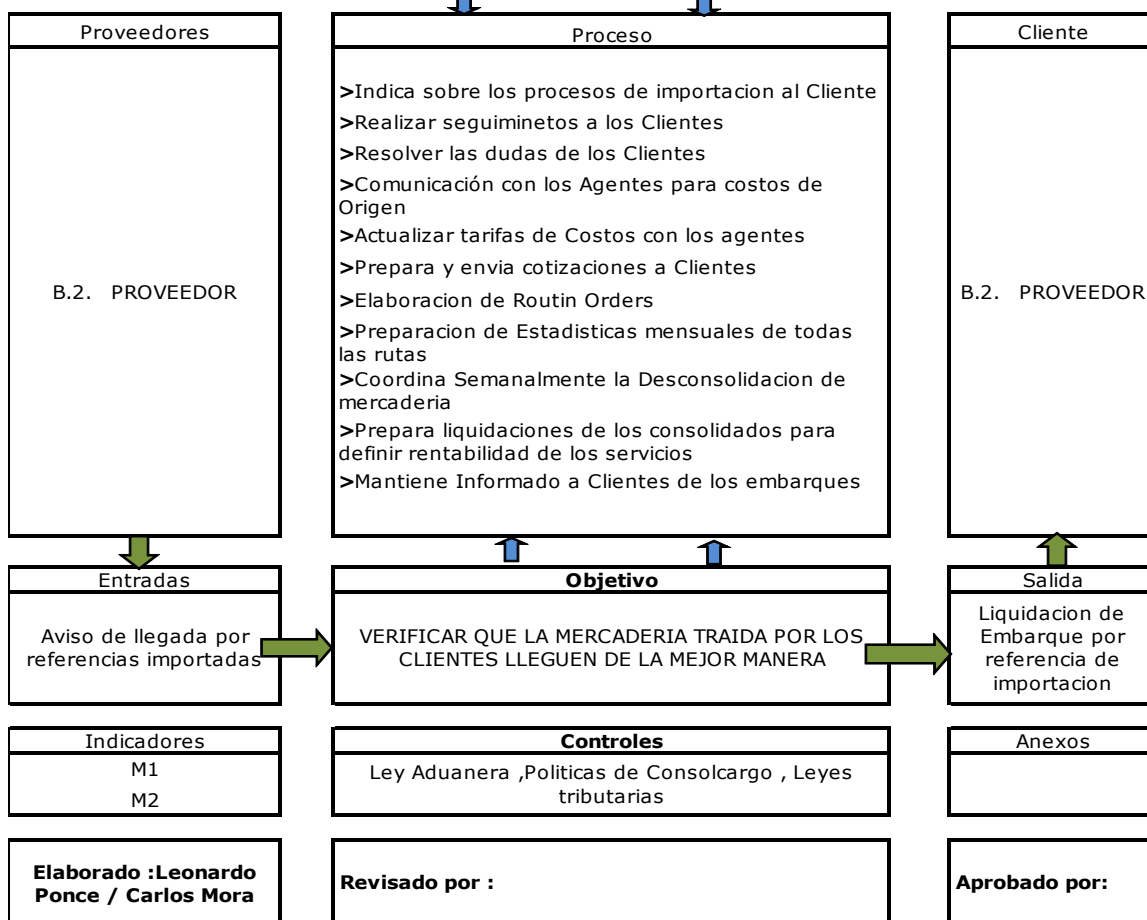 Proveedores
Proceso
Cliente
B.2. PROVEEDOR
>Indica sobre los procesos de importacion al Cliente
>Realizar seguiminetos a los Clientes
>Resolver las dudas de los Clientes
>Comunicación con los Agentes para costos de
Origen
>Actualizar tarifas de Costos con los agentes
>Prepara y envia cotizaciones a Clientes
>Elaboracion de Routin Orders
>Preparacion de Estadisticas mensuales de todas
las rutas
>Coordina Semanalmente la Desconsolidacion de
mercaderia
>Prepara liquidaciones de los consolidados para
definir rentabilidad de los servicios
>Mantiene Informado a Clientes de los embarques
B.2. PROVEEDOR
Entradas
Aviso de llegada por
referencias importadas
Objetivo
VERIFICAR QUE LA MERCADERIA TRAIDA POR LOS
CLIENTES LLEGUEN DE LA MEJOR MANERA
Salida
Liquidacion de
Embarque por
referencia de
importacion
Indicadores
M1
M2
Controles
Ley Aduanera ,Politicas de Consolcargo , Leyes
tributarias
Anexos
Elaborado :Leonardo
Ponce / Carlos Mora
Revisado por :
Aprobado por: